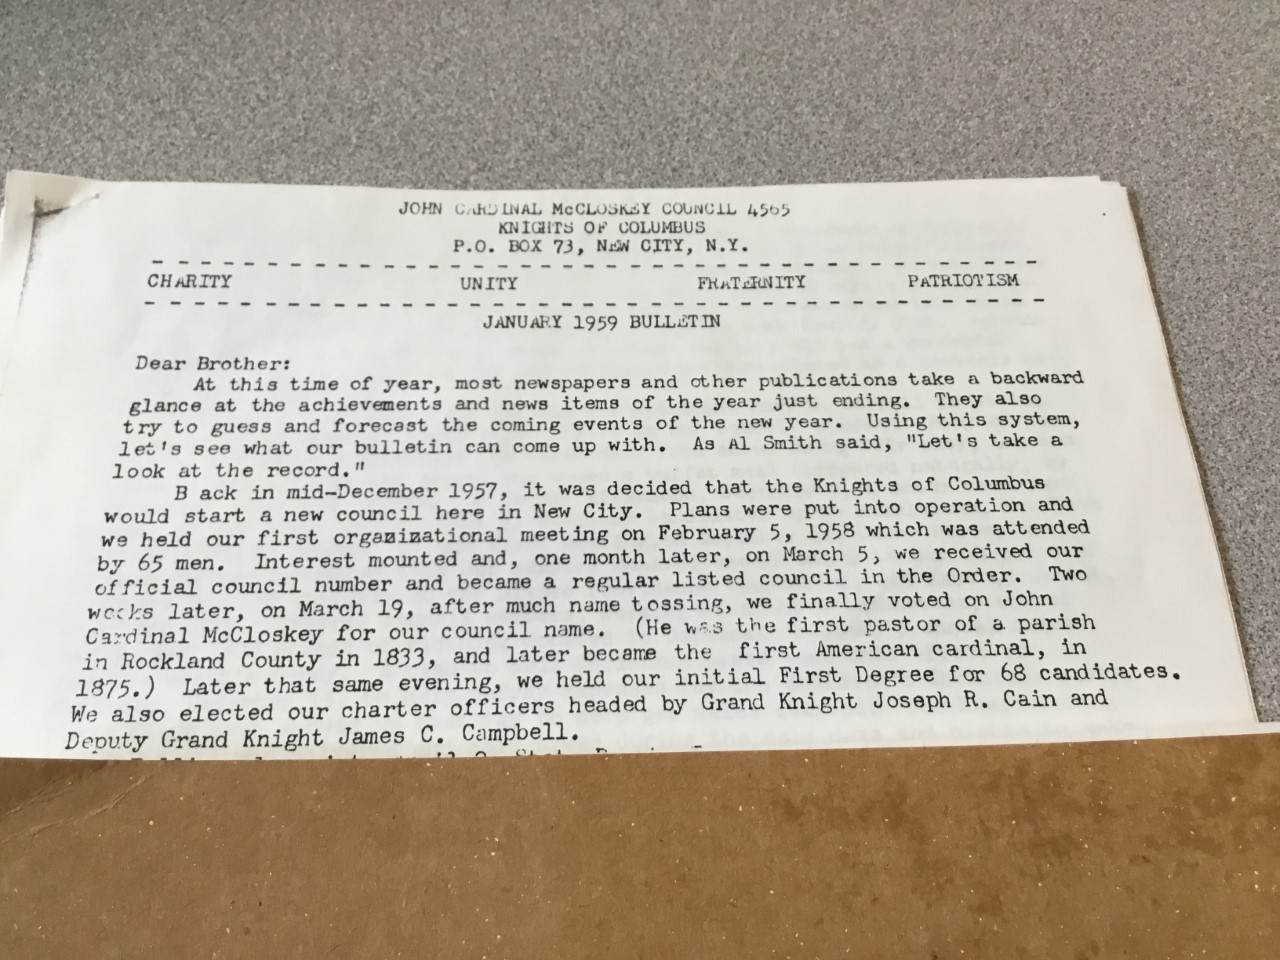 JOHN CARDINAL McCLOSKEY COUNCIL 4565
KNIGHTS OF COLUMBUS
P.O. BOX 73, NEW CITY, N.Y.
CHARITY UNITY FRATERNITY PATRIOTISM
JANUARY 1959 BULLETIN
Dear Brother:
At this time of year, most newspapers and other publications take a backward
glance at the achievements and news items of the year just ending. They also
try to guess and forecast the coming events of the new year. Using this system,
let's see what our bulletin can come up with. As Al Smith said, "Let's take a
look at the record."
B ack in mid-December 1957, it was decided that the Knights of Columbus
would start a new council here in New City. Plans were put into operation and
we held our first organizational meeting on February 5, 1958 which was attended
by 65 men. Interest mounted and, one month later, on March 5, we received our
official council number and became a regular listed council in the Order. Two
weeks later, on March 19, after much name tossing, we finally voted on John
Cardinal McCloskey for our council name. (He was the first pastor of a parish
in Rockland County in 1833, and later became the first American cardinal, in
1875.) Later that same evening, we held our initial First Degree for 68 candidates.
We also elected our charter officers headed by Grand Knight Joseph R. Cain and
Deputy Grand Knight James C. Campbell.